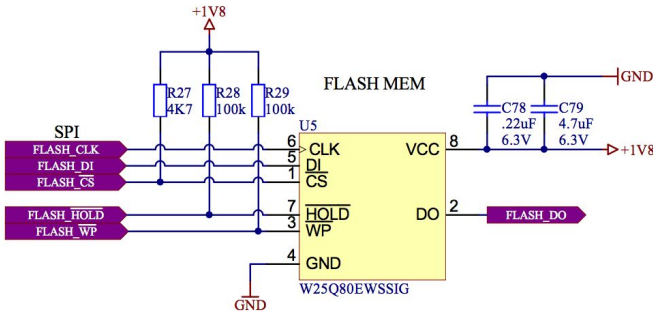 +1V8
R27 R28 R29
4K7 100k 100k
FLASH MEM
SPI
U5
FLASH_CLK 6 CLK VCC 8
FLASH_DI 5 DI
FLASH_CS 1 CS
FLASH_HOLD 7 HOLD DO 2 FLASH_DO
FLASH_WP 3 WP
4 GND
GND
W25Q80EWSSIG
GND
C78 C79
.22uF 4.7uF
6.3V 6.3V
+1V8